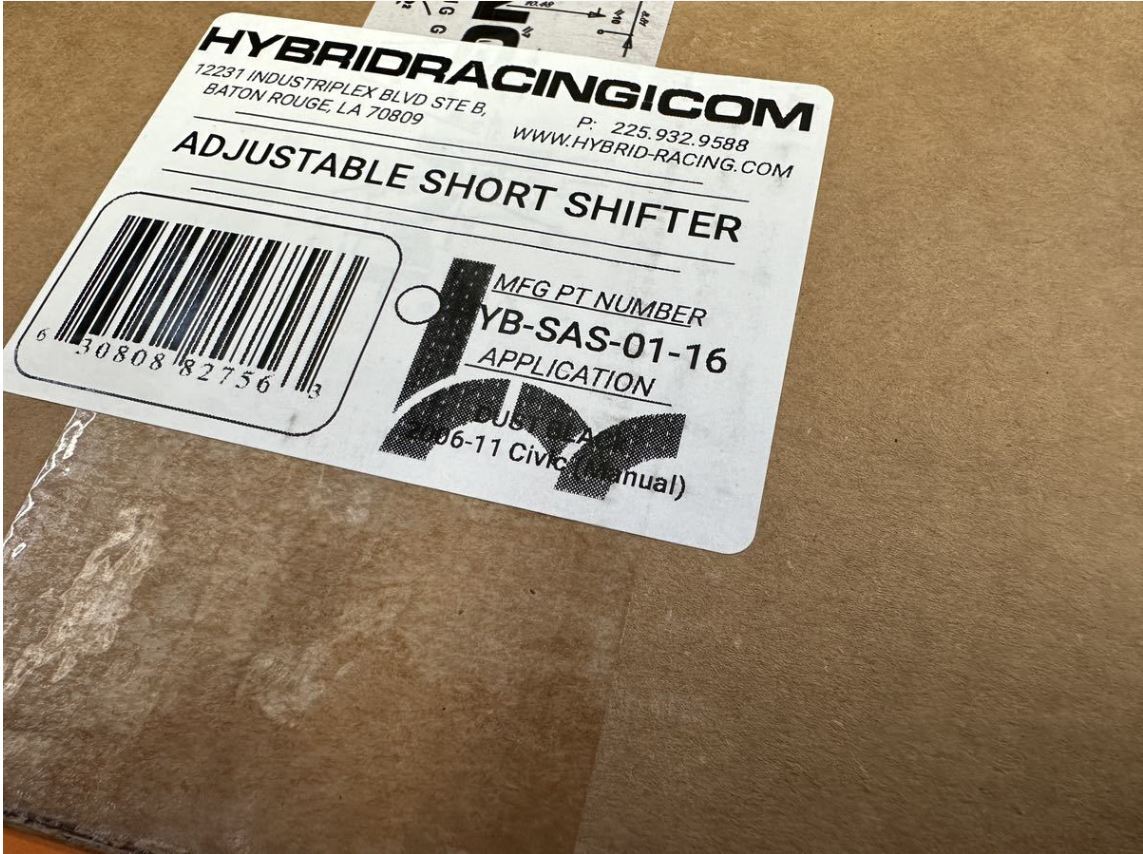 HYBRIDRACING!COM
12231 INDUSTRIPLEX BLVD STE B,
BATON ROUGE, LA 70809
P: 225.932.9588
WWW.HYBRID-RACING.COM
ADJUSTABLE SHORT SHIFTER
MFG PT NUMBER
YB-SAS-01-16
APPLICATION
DUST BLACK
2006-11 Civic (Manual)
6 30808 82756 3